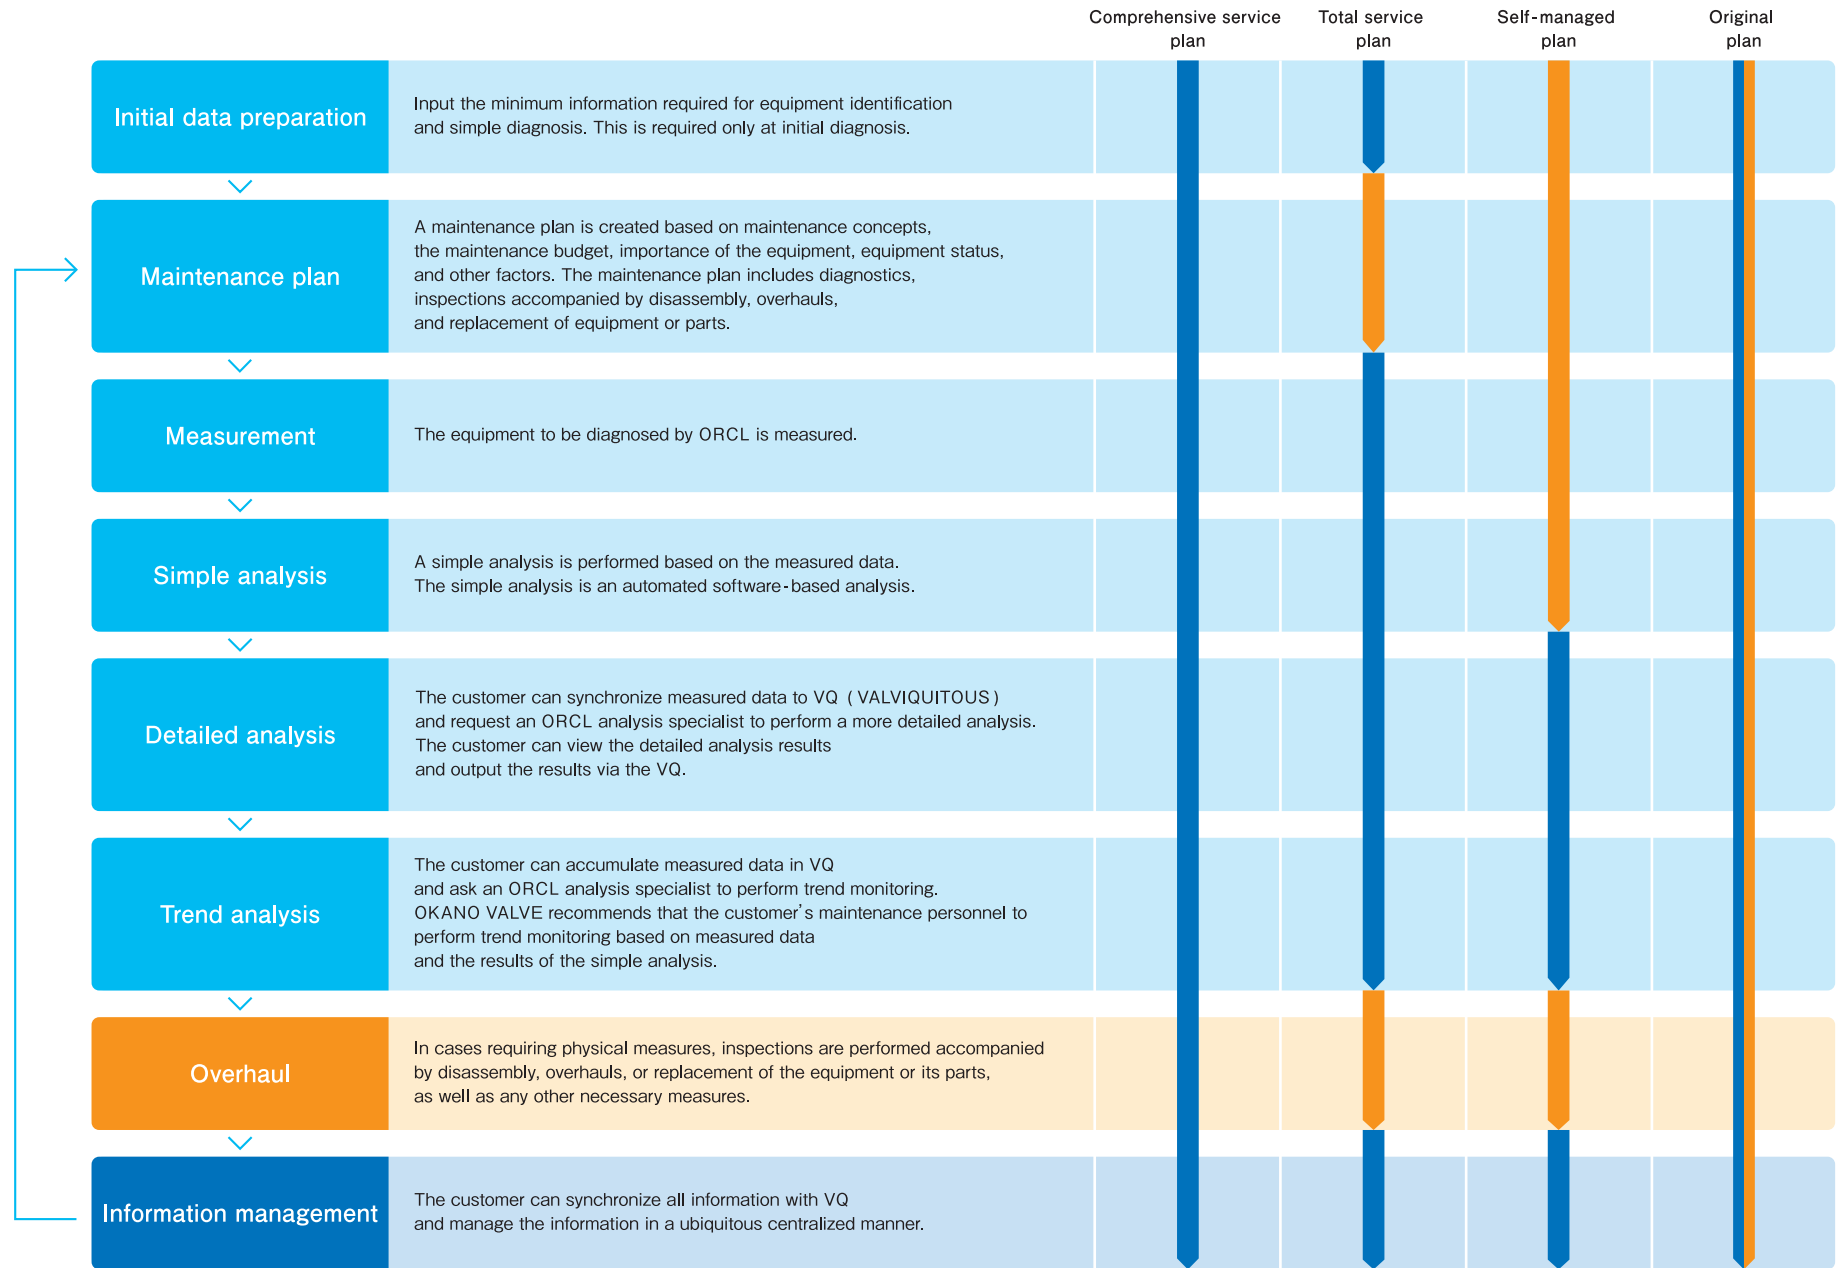 Comprehensive service
plan
Total service
plan
Self-managed
plan
Original
plan
Initial data preparation
Input the minimum information required for equipment identification
and simple diagnosis. This is required only at initial diagnosis.
Maintenance plan
A maintenance plan is created based on maintenance concepts,
the maintenance budget, importance of the equipment, equipment status,
and other factors. The maintenance plan includes diagnostics,
inspections accompanied by disassembly, overhauls,
and replacement of equipment or parts.
Measurement
The equipment to be diagnosed by ORCL is measured.
Simple analysis
A simple analysis is performed based on the measured data.
The simple analysis is an automated software-based analysis.
Detailed analysis
The customer can synchronize measured data to VQ (VALVIQUITOUS)
and request an ORCL analysis specialist to perform a more detailed analysis.
The customer can view the detailed analysis results
and output the results via the VQ.
Trend analysis
The customer can accumulate measured data in VQ
and ask an ORCL analysis specialist to perform trend monitoring.
OKANO VALVE recommends that the customer's maintenance personnel to
perform trend monitoring based on measured data
and the results of the simple analysis.
Overhaul
In cases requiring physical measures, inspections are performed accompanied
by disassembly, overhauls, or replacement of the equipment or its parts,
as well as any other necessary measures.
Information management
The customer can synchronize all information with VQ
and manage the information in a ubiquitous centralized manner.